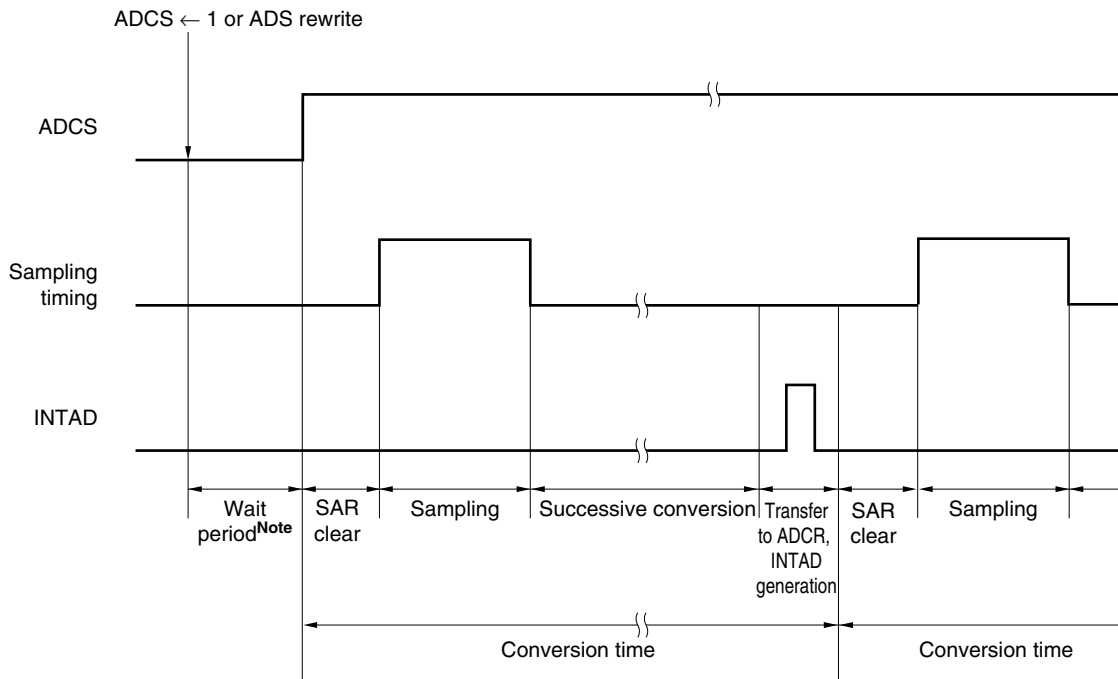 ADCS ← 1 or ADS rewrite
ADCS
Sampling
timing
INTAD
Wait
periodNote
SAR
clear
Sampling
Successive conversion
Transfer
to ADCR,
INTAD
generation
SAR
clear
Sampling
Conversion time
Conversion time